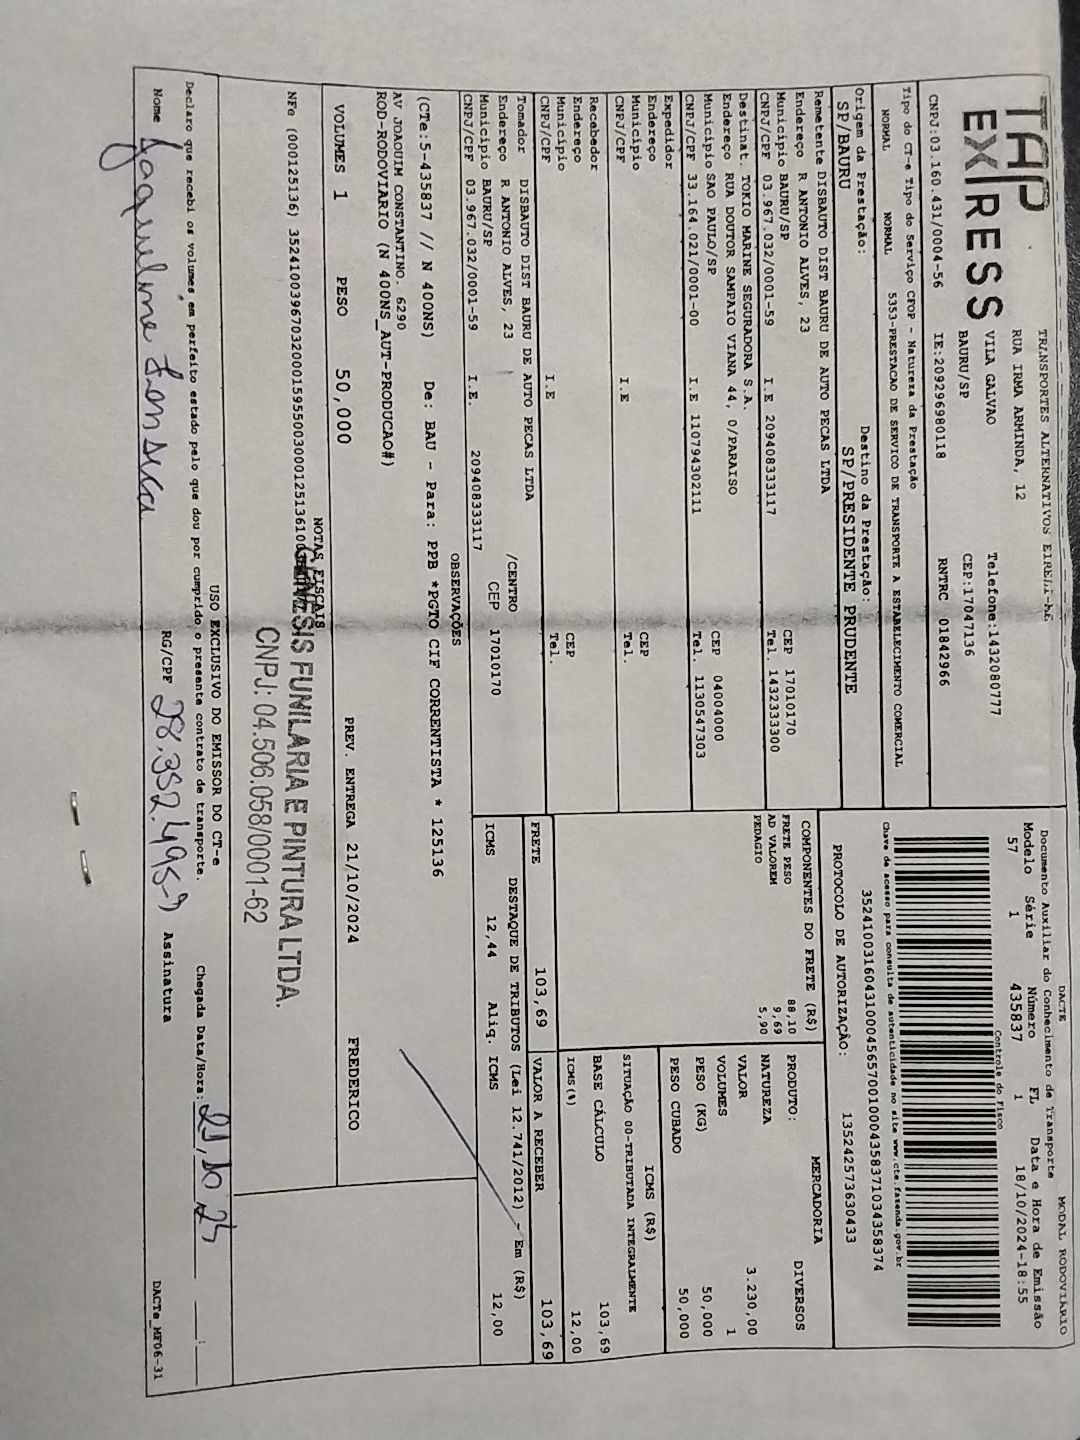 TAP
EXPRESS
TRANSPORTES ALTERNATIVOS EIRELI-ME
RUA IRMA ARMINDA, 12
VILA GALVAO
BAURU/SP
Telefone:1432080777
CEP:17047136
CNPJ:03.160.431/0004-56 IE:209296980118 RNTRC 01842966
DACTE MODAL RODOVIÁRIO
Documento Auxiliar do Conhecimento de Transporte
Modelo Série Número FL Data e Hora de Emissão
57 1 435837 1 18/10/2024-18:55
Controle do Fisco
Chave de acesso para consulta de autenticidade no site www.cte.fazenda.gov.br
PROTOCOLO DE AUTORIZAÇÃO: 135242573630433
Tipo do CT-e Tipo do Serviço CFOP - Natureza da Prestação
NORMAL NORMAL 5353-PRESTACAO DE SERVICO DE TRANSPORTE A ESTABELECIMENTO COMERCIAL
Origem da Prestação: Destino da Prestação:
SP/BAURU SP/PRESIDENTE PRUDENTE
Remetente DISBAUTO DIST BAURU DE AUTO PECAS LTDA
Endereço R ANTONIO ALVES, 23 CEP 17010170
Município BAURU/SP Tel. 1432333300
CNPJ/CPF 03.967.032/0001-59 I.E 209408333117
Destinat. TOKIO MARINE SEGURADORA S.A.
Endereço RUA DOUTOR SAMPAIO VIANA 44, 0/PARAISO
Município SAO PAULO/SP CEP 04004000
CNPJ/CPF 33.164.021/0001-00 I.E 110794302111 Tel. 1130547303
Expedidor
Endereço
Município CEP
CNPJ/CPF I.E Tel.
Recebedor
Endereço
Município CEP
CNPJ/CPF I.E Tel.
Tomador DISBAUTO DIST BAURU DE AUTO PECAS LTDA
Endereço R ANTONIO ALVES, 23 /CENTRO
Município BAURU/SP CEP 17010170
CNPJ/CPF 03.967.032/0001-59 I.E. 209408333117
COMPONENTES DO FRETE (R$)
FRETE PESO 88,10
AD VALOREM 9,69
PEDAGIO 5,90
MERCADORIA
PRODUTO: DIVERSOS
NATUREZA
VALOR 3.230,00
VOLUMES 1
PESO (KG) 50,000
PESO CUBADO 50,000
ICMS (R$)
SITUAÇÃO 00-TRIBUTADA INTEGRALMENTE
BASE CÁLCULO 103,69
ICMS (%) 12,00
FRETE 103,69 VALOR A RECEBER 103,69
DESTAQUE DE TRIBUTOS (Lei 12.741/2012) - Em (R$)
ICMS 12,44 Aliq. ICMS 12,00
OBSERVAÇÕES
(CTe:5-435837 // N 400NS) De: BAU - Para: PPB *PGTO CIF CORRENTISTA * 125136
AV JOAQUIM CONSTANTINO. 6290
ROD-RODOVIARIO (N 400NS_AUT-PRODUCAO#)
VOLUMES 1 PESO 50,000 PREV. ENTREGA 21/10/2024 FREDERICO
NOTAS FISCAIS
NFe (000125136)
GENESIS FUNILARIA E PINTURA LTDA.
CNPJ: 04.506.058/0001-62
USO EXCLUSIVO DO EMISSOR DO CT-e
Declaro que recebi os volumes em perfeito estado pelo que dou por cumprido o presente contrato de transporte. Chegada Data/Hora:
Nome RG/CPF 28.392.495-9 Assinatura
DACTe_MF06-31